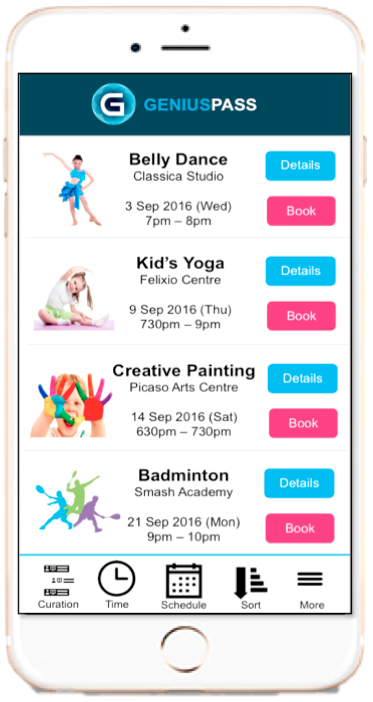 G GENIUSPASS
Belly Dance
Classica Studio
3 Sep 2016 (Wed)
7pm – 8pm
Details
Book
Kid's Yoga
Felixio Centre
9 Sep 2016 (Thu)
730pm – 9pm
Details
Book
Creative Painting
Picaso Arts Centre
14 Sep 2016 (Sat)
630pm – 730pm
Details
Book
Badminton
Smash Academy
21 Sep 2016 (Mon)
9pm – 10pm
Details
Book
Curation
Time
Schedule
Sort
More